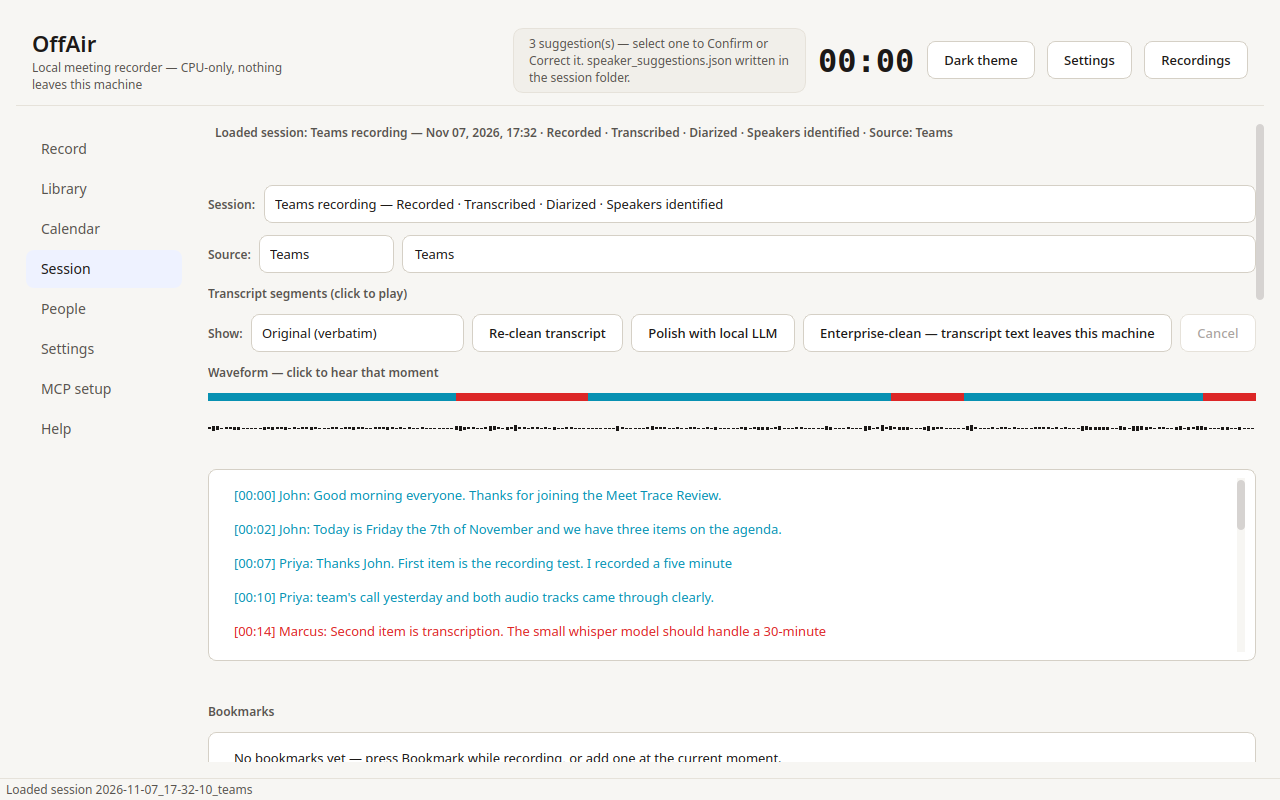 OffAir
Local meeting recorder — CPU-only, nothing
leaves this machine
3 suggestion(s) — select one to Confirm or
Correct it. speaker_suggestions.json written in
the session folder.
00:00
Dark theme
Settings
Recordings
Record
Library
Calendar
Session
People
Settings
MCP setup
Help
Loaded session: Teams recording — Nov 07, 2026, 17:32 · Recorded · Transcribed · Diarized · Speakers identified · Source: Teams
Session: Teams recording — Recorded · Transcribed · Diarized · Speakers identified
Source: Teams Teams
Transcript segments (click to play)
Show: Original (verbatim) Re-clean transcript Polish with local LLM Enterprise-clean — transcript text leaves this machine Cancel
Waveform — click to hear that moment
[00:00] John: Good morning everyone. Thanks for joining the Meet Trace Review.
[00:02] John: Today is Friday the 7th of November and we have three items on the agenda.
[00:07] Priya: Thanks John. First item is the recording test. I recorded a five minute
[00:10] Priya: team's call yesterday and both audio tracks came through clearly.
[00:14] Marcus: Second item is transcription. The small whisper model should handle a 30-minute
Bookmarks
No bookmarks yet — press Bookmark while recording, or add one at the current moment.
Loaded session 2026-11-07_17-32-10_teams